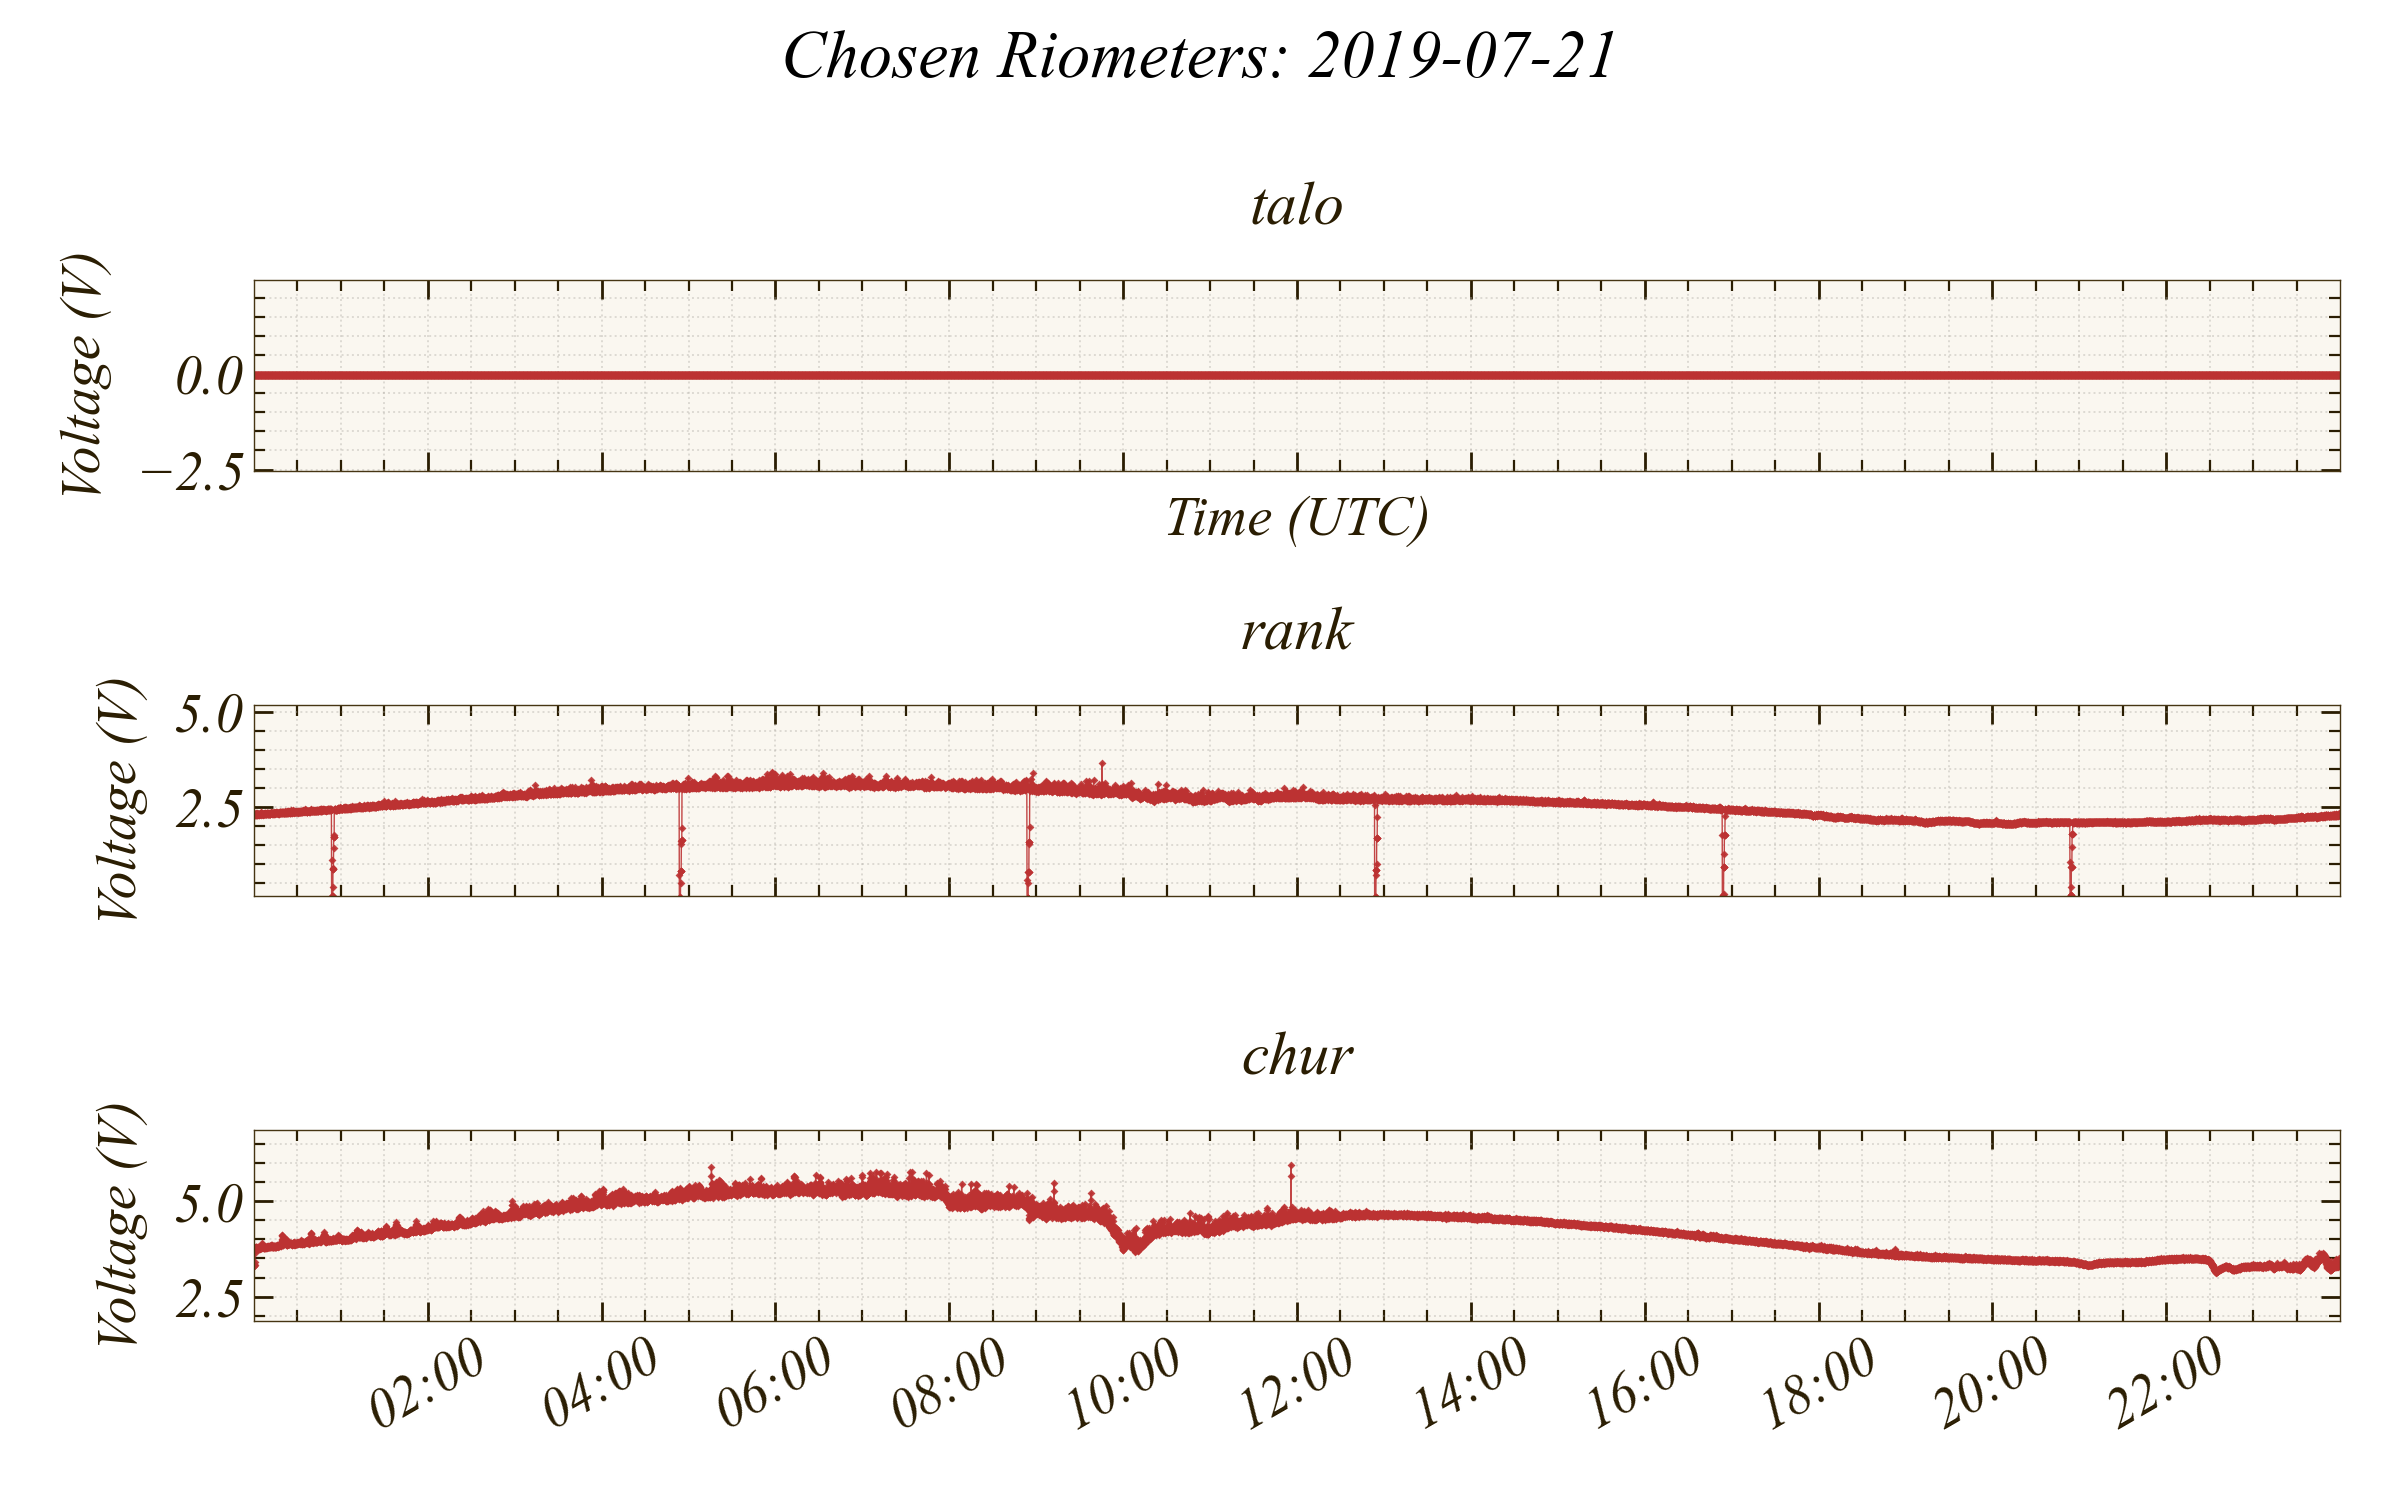 Chosen Riometers: 2019-07-21
talo
Voltage (V)
0.0
−2.5
Time (UTC)
rank
Voltage (V)
5.0
2.5
chur
Voltage (V)
5.0
2.5
02:00 04:00 06:00 08:00 10:00 12:00 14:00 16:00 18:00 20:00 22:00